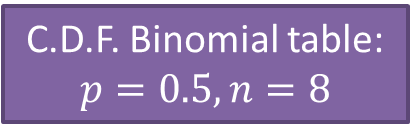 C.D.F. Binomial table:
𝑝 = 0.5, 𝑛 = 8